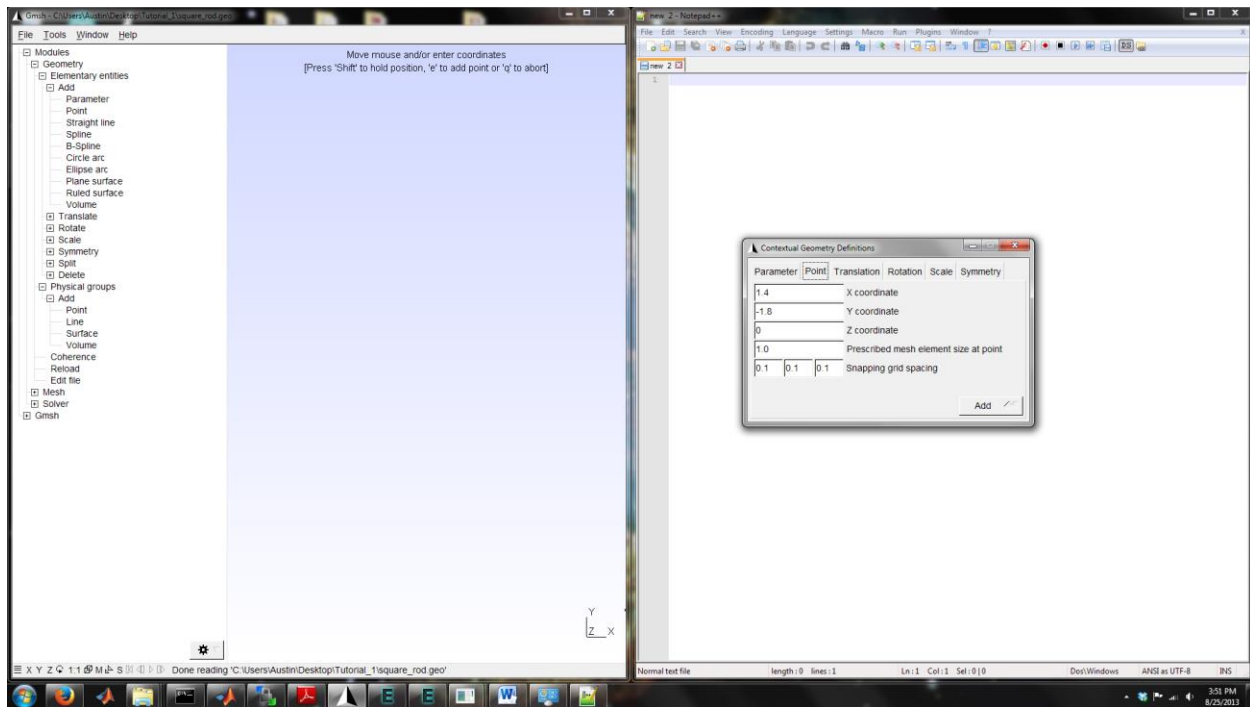 Gmsh - C:\Users\Austin\Desktop\Tutorial_1\square_rod.geo
File Tools Window Help
Modules
Geometry
Elementary entities
Add
Parameter
Point
Straight line
Spline
B-Spline
Circle arc
Ellipse arc
Plane surface
Ruled surface
Volume
Translate
Rotate
Scale
Symmetry
Split
Delete
Physical groups
Add
Point
Line
Surface
Volume
Coherence
Reload
Edit file
Mesh
Solver
Gmsh
Move mouse and/or enter coordinates
[Press 'Shift' to hold position, 'e' to add point or 'q' to abort]
Y
Z X
X Y Z 1:1 M S Done reading 'C:\Users\Austin\Desktop\Tutorial_1\square_rod.geo'
new 2 - Notepad++
File Edit Search View Encoding Language Settings Macro Run Plugins Window ? X
new 2
1
Contextual Geometry Definitions
Parameter Point Translation Rotation Scale Symmetry
1.4 X coordinate
-1.8 Y coordinate
0 Z coordinate
1.0 Prescribed mesh element size at point
0.1 0.1 0.1 Snapping grid spacing
Add
Normal text file length : 0 lines : 1 Ln : 1 Col : 1 Sel : 0 | 0 Dos\Windows ANSI as UTF-8 INS
3:51 PM
8/25/2013